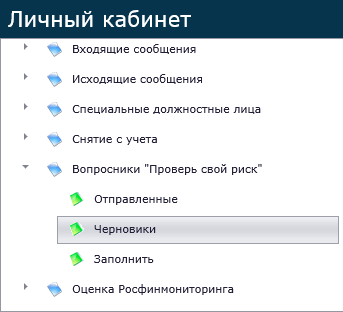 Личный кабинет
Входящие сообщения
Исходящие сообщения
Специальные должностные лица
Снятие с учета
Вопросники "Проверь свой риск"
Отправленные
Черновики
Заполнить
Оценка Росфинмониторинга